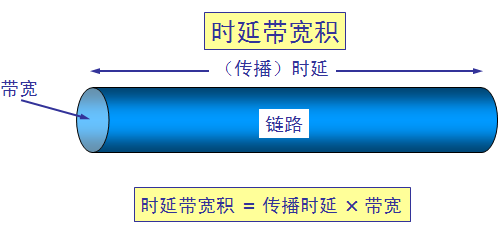 时延带宽积
（传播）时延
带宽
链路
时延带宽积 = 传播时延 × 带宽